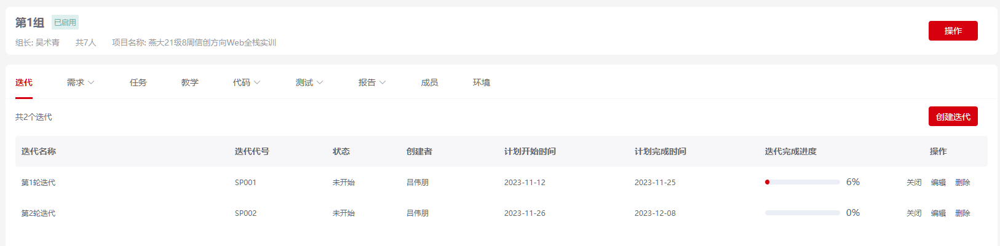 第1组 已启用
操作
组长: 吴术青 共7人 项目名称: 燕大21级8周信创方向Web全栈实训
迭代 需求 任务 教学 代码 测试 报告 成员 环境
共2个迭代 创建迭代
迭代名称 迭代代号 状态 创建者 计划开始时间 计划完成时间 迭代完成进度 操作
第1轮迭代 SP001 未开始 吕伟朋 2023-11-12 2023-11-25 6% 关闭 编辑 删除
第2轮迭代 SP002 未开始 吕伟朋 2023-11-26 2023-12-08 0% 关闭 编辑 删除